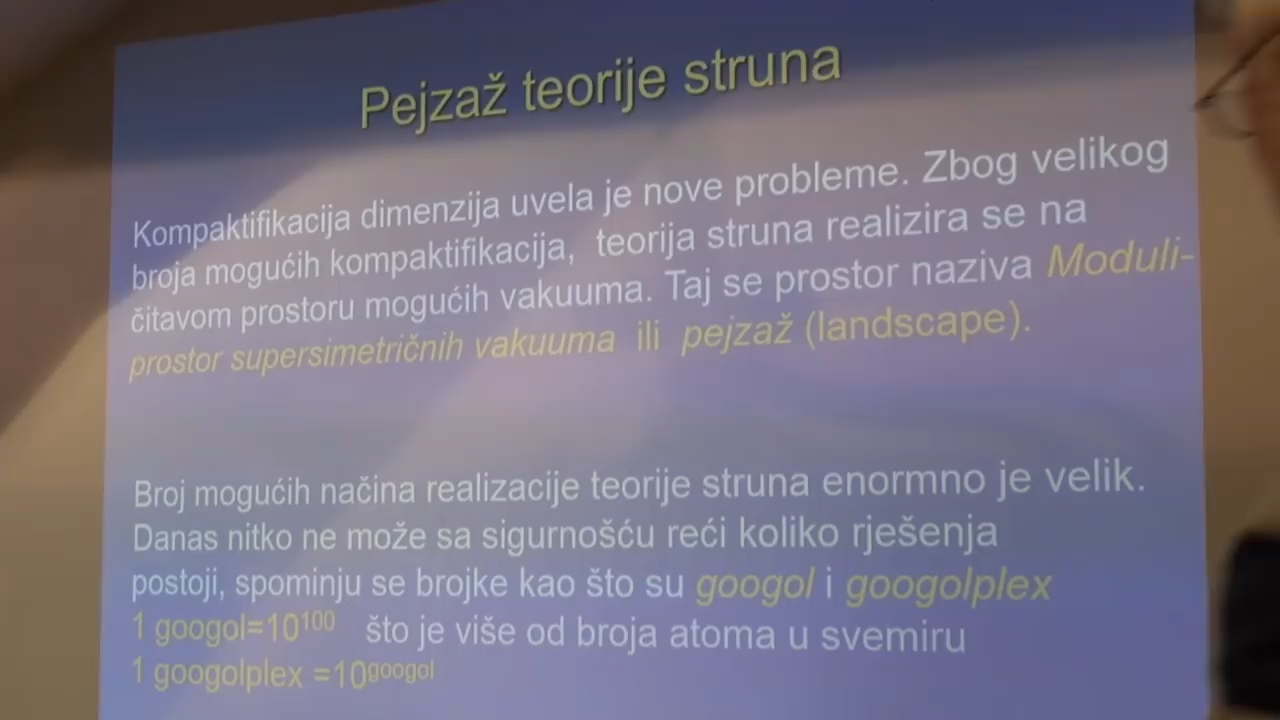 Pejzaž teorije struna
Kompaktifikacija dimenzija uvela je nove probleme. Zbog velikog
broja mogućih kompaktifikacija, teorija struna realizira se na
čitavom prostoru mogućih vakuuma. Taj se prostor naziva Moduli-
prostor supersimetričnih vakuuma ili pejzaž (landscape).
Broj mogućih načina realizacije teorije struna enormno je velik.
Danas nitko ne može sa sigurnošću reći koliko rješenja
postoji, spominju se brojke kao što su googol i googolplex
1 googol=10¹⁰⁰ što je više od broja atoma u svemiru
1 googolplex =10^googol